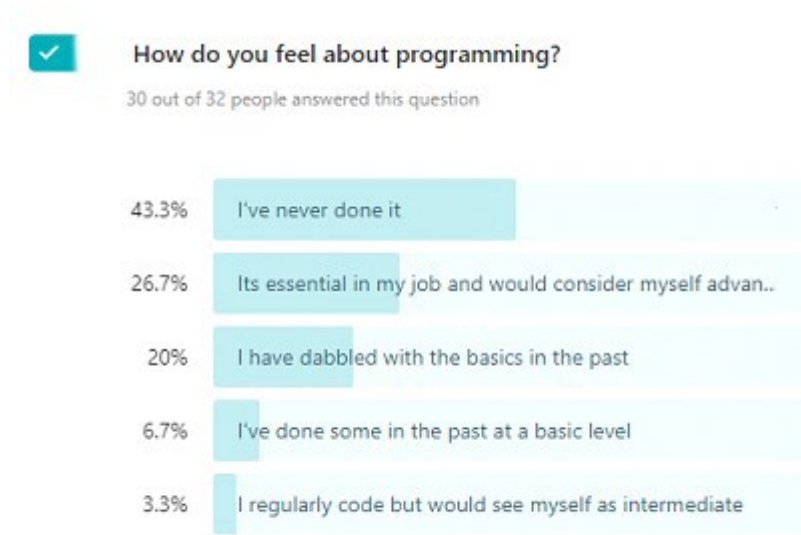 How do you feel about programming?
30 out of 32 people answered this question
43.3% I've never done it
26.7% Its essential in my job and would consider myself advan..
20% I have dabbled with the basics in the past
6.7% I've done some in the past at a basic level
3.3% I regularly code but would see myself as intermediate